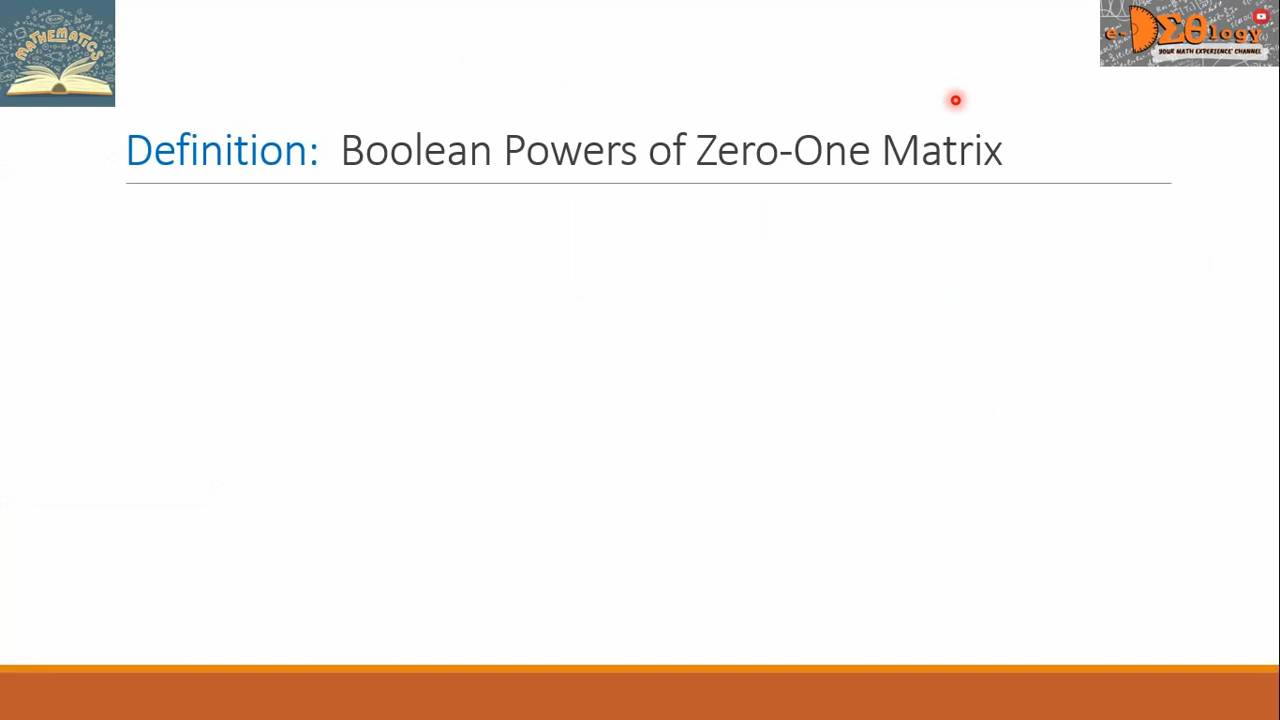 MATHEMATICS
e-DΣθlogy
YOUR MATH EXPERIENCE CHANNEL
Definition: Boolean Powers of Zero-One Matrix